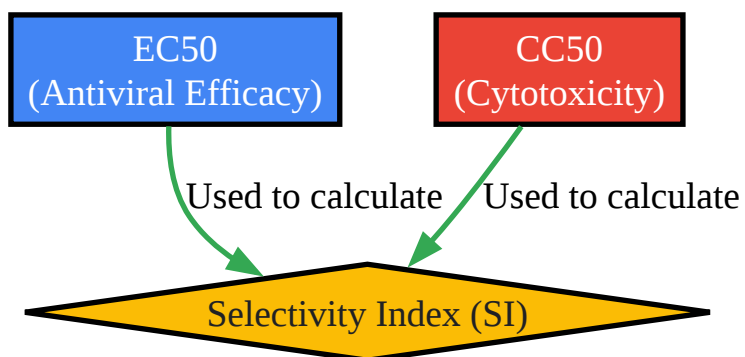 EC50
(Antiviral Efficacy)
CC50
(Cytotoxicity)
Used to calculate
Used to calculate
Selectivity Index (SI)